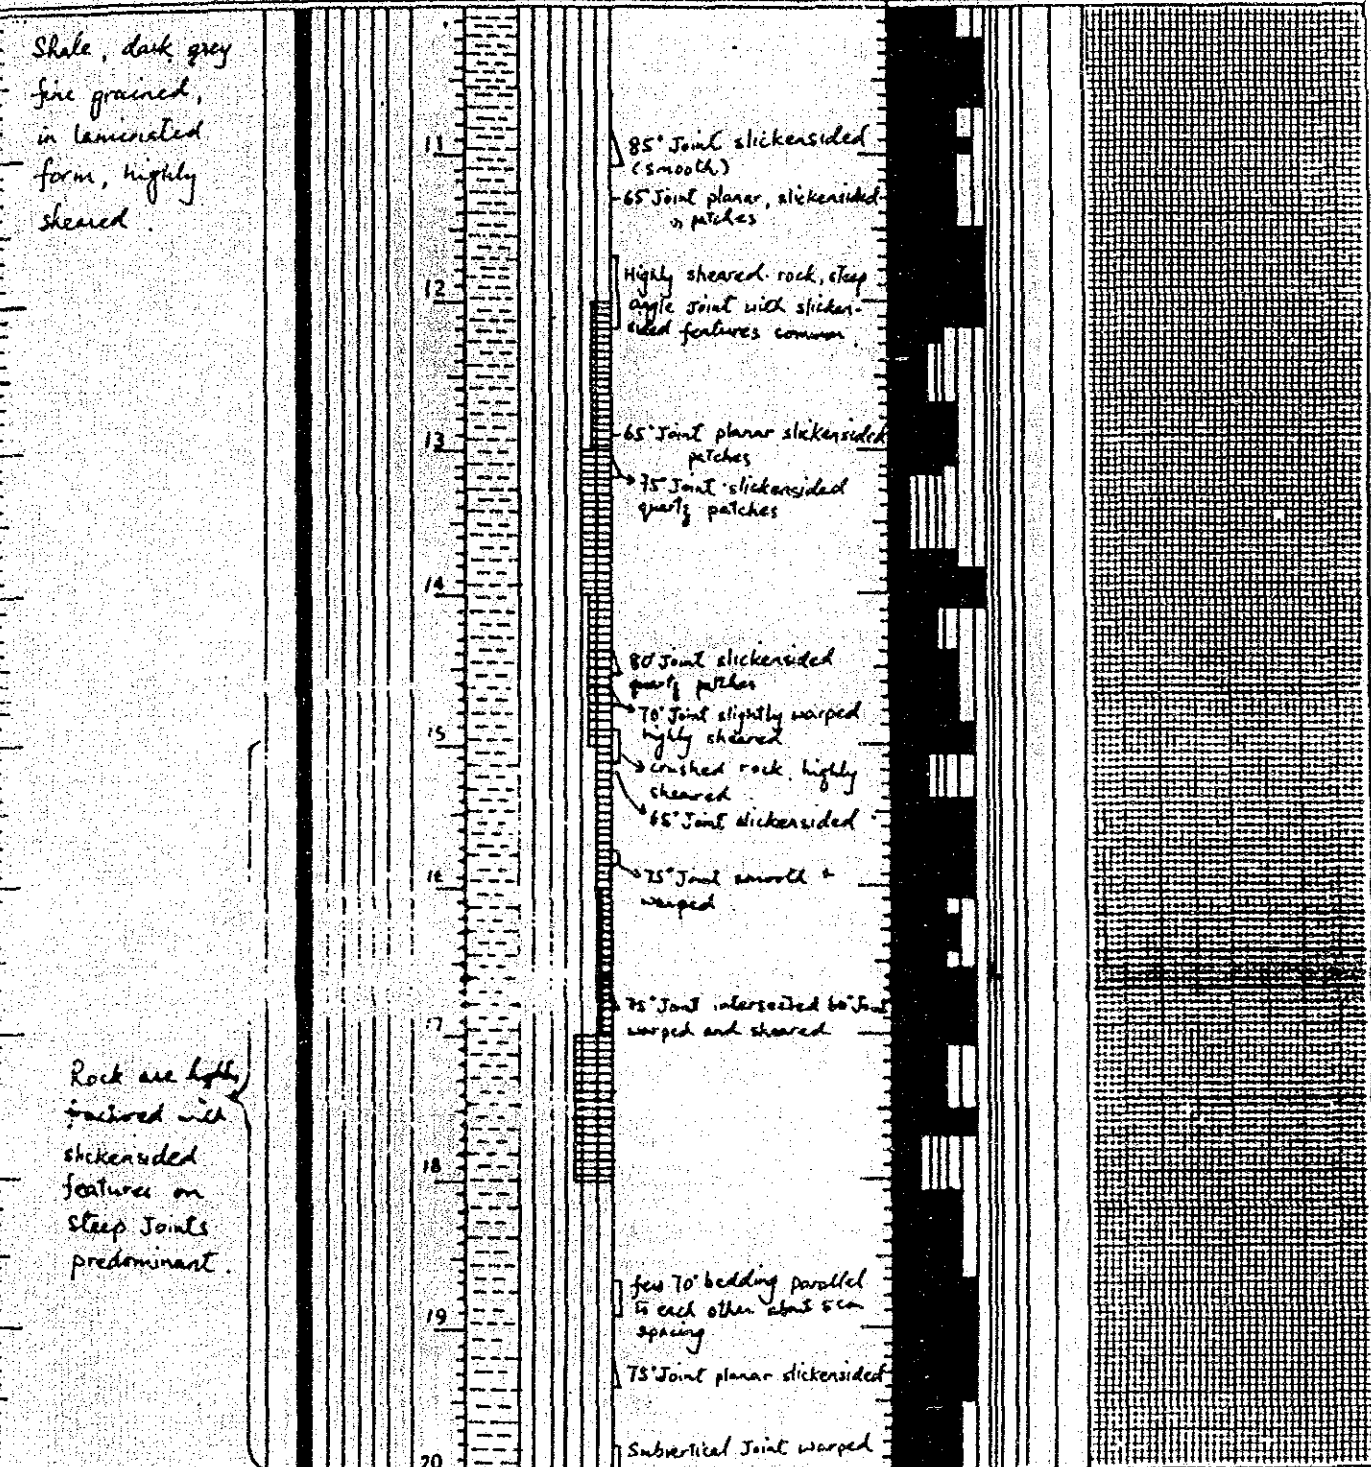 Shale, dark grey
fine grained,
in laminated
form, highly
sheared.
11
85° Joint slickensided
(smooth)
65° Joint planar, slickensided
in patches
12
Highly sheared rock, steep
angle Joint with slicken-
sided features common.
13
65° Joint planar slickensided
patches
75° Joint slickensided
quartz patches
14
80° Joint slickensided
quartz patches
70° Joint slightly warped
highly sheared
15
crushed rock, highly
sheared
65° Joint slickensided
16
75° Joint smooth +
warped
75° Joint intersected 60° Joint
warped and sheared
17
Rock are highly
fractured with
slickensided
features on
steep Joints
predominant.
18
few 70° bedding parallel
to each other about 5cm
spacing
19
75° Joint planar slickensided
Subvertical Joint warped
20